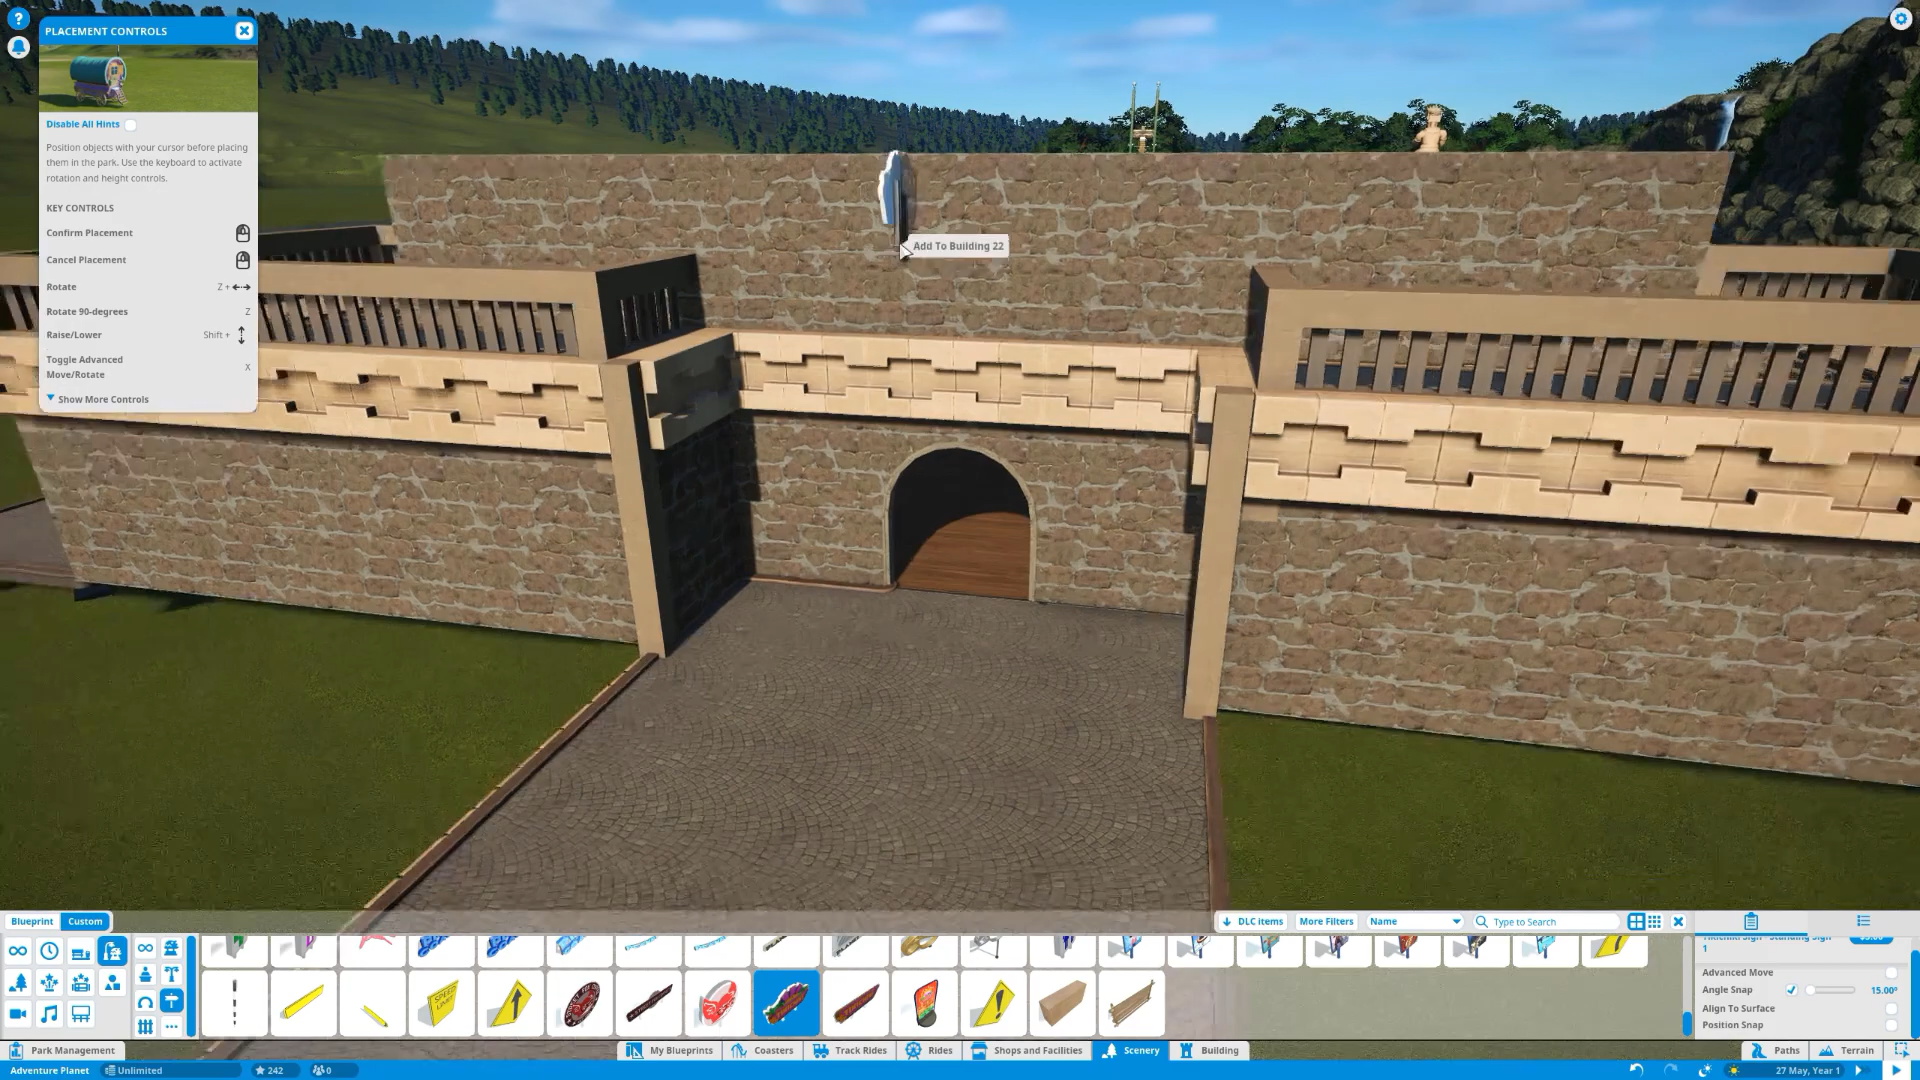 ?
PLACEMENT CONTROLS
Disable All Hints
Position objects with your cursor before placing
them in the park. Use the keyboard to activate
rotation and height controls.
KEY CONTROLS
Confirm Placement
Cancel Placement
Rotate Z +
Rotate 90-degrees Z
Raise/Lower Shift +
Toggle Advanced
Move/Rotate X
Show More Controls
Add To Building 22
Blueprint Custom
DLC items More Filters Name Type to Search
1
Advanced Move
Angle Snap 15.00°
Align To Surface
Position Snap
SPEED
LIMIT
Park Management My Blueprints Coasters Track Rides Rides Shops and Facilities Scenery Building Paths Terrain
Adventure Planet Unlimited 242 0 27 May, Year 1